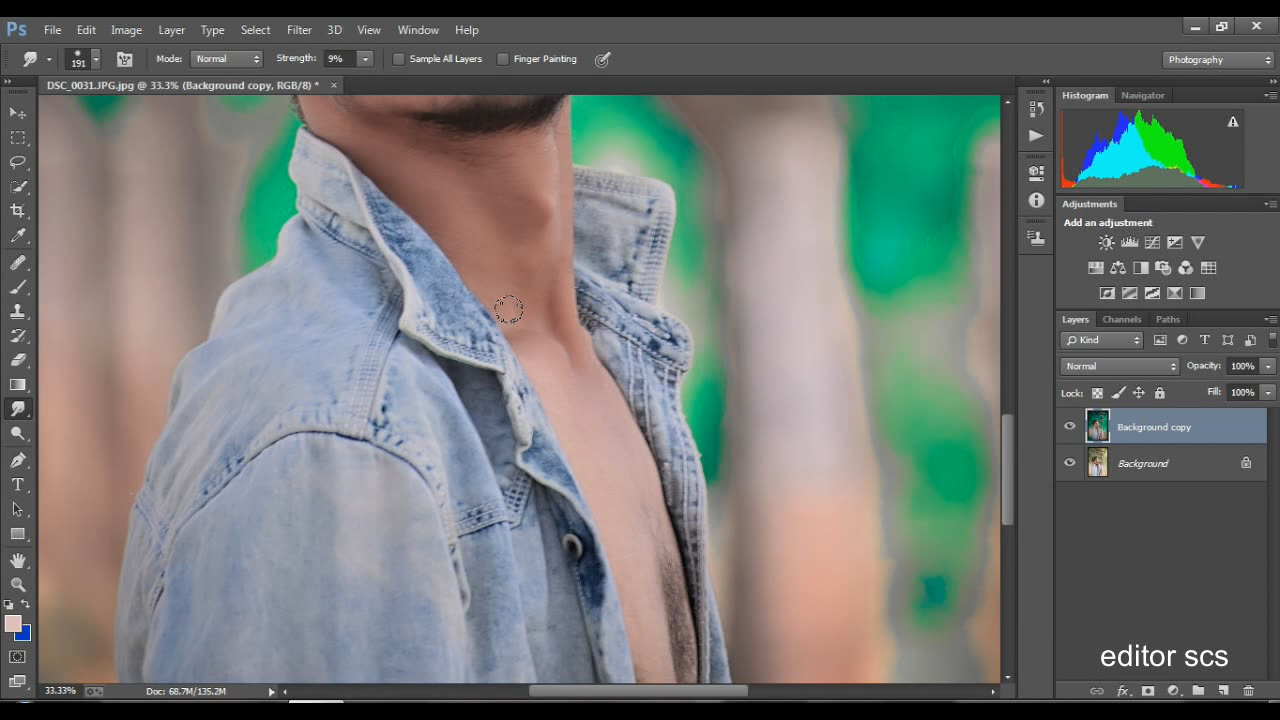 Ps File Edit Image Layer Type Select Filter 3D View Window Help
191 Mode: Normal Strength: 9% Sample All Layers Finger Painting Photography
DSC_0031.JPG.jpg @ 33.3% (Background copy, RGB/8) * ×
Histogram Navigator
Adjustments
Add an adjustment
Layers Channels Paths
Kind T
Normal Opacity: 100%
Lock: Fill: 100%
Background copy
Background
T
editor scs
fx
33.33% Doc: 68.7M/135.2M